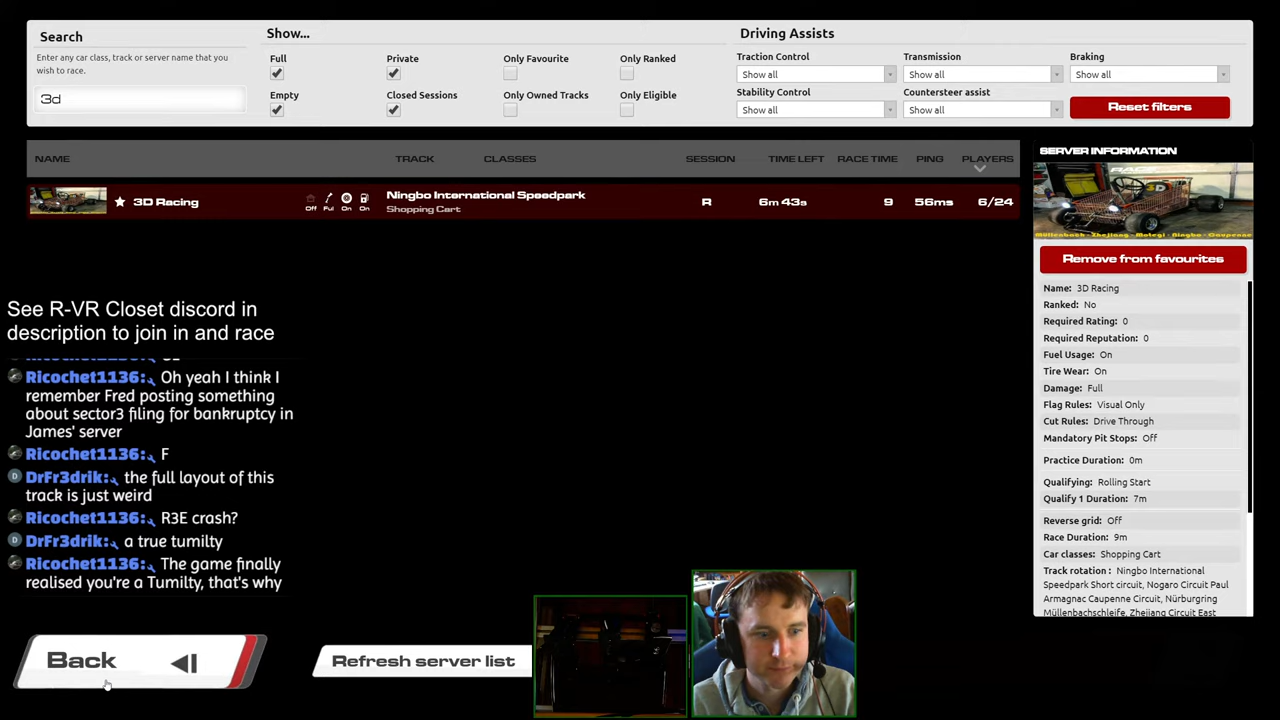 Search
Enter any car class, track or server name that you
wish to race.
3d
Show...
Full
Private
Only Favourite
Only Ranked
Empty
Closed Sessions
Only Owned Tracks
Only Eligible
Driving Assists
Traction Control
Transmission
Braking
Show all
Show all
Show all
Stability Control
Countersteer assist
Show all
Show all
Reset filters
NAME
TRACK
CLASSES
SESSION
TIME LEFT
RACE TIME
PING
PLAYERS
3D Racing
Off
Ful
On
On
Ningbo International Speedpark
Shopping Cart
R
6m 43s
9
56ms
6/24
SERVER INFORMATION
3D
Müllenbach - Zhejiang - Motegi - Ningbo - Caupenne
Remove from favourites
Name: 3D Racing
Ranked: No
Required Rating: 0
Required Reputation: 0
Fuel Usage: On
Tire Wear: On
Damage: Full
Flag Rules: Visual Only
Cut Rules: Drive Through
Mandatory Pit Stops: Off
Practice Duration: 0m
Qualifying: Rolling Start
Qualify 1 Duration: 7m
Reverse grid: Off
Race Duration: 9m
Car classes: Shopping Cart
Track rotation: Ningbo International
Speedpark Short circuit, Nogaro Circuit Paul
Armagnac Caupenne Circuit, Nürburgring
Müllenbachschleife, Zhejiang Circuit East
See R-VR Closet discord in
description to join in and race
Ricochet1136: Oh yeah I think I
remember Fred posting something
about sector3 filing for bankruptcy in
James' server
Ricochet1136: F
DrFr3drik: the full layout of this
track is just weird
Ricochet1136: R3E crash?
DrFr3drik: a true tumilty
Ricochet1136: The game finally
realised you're a Tumilty, that's why
Back
Refresh server list